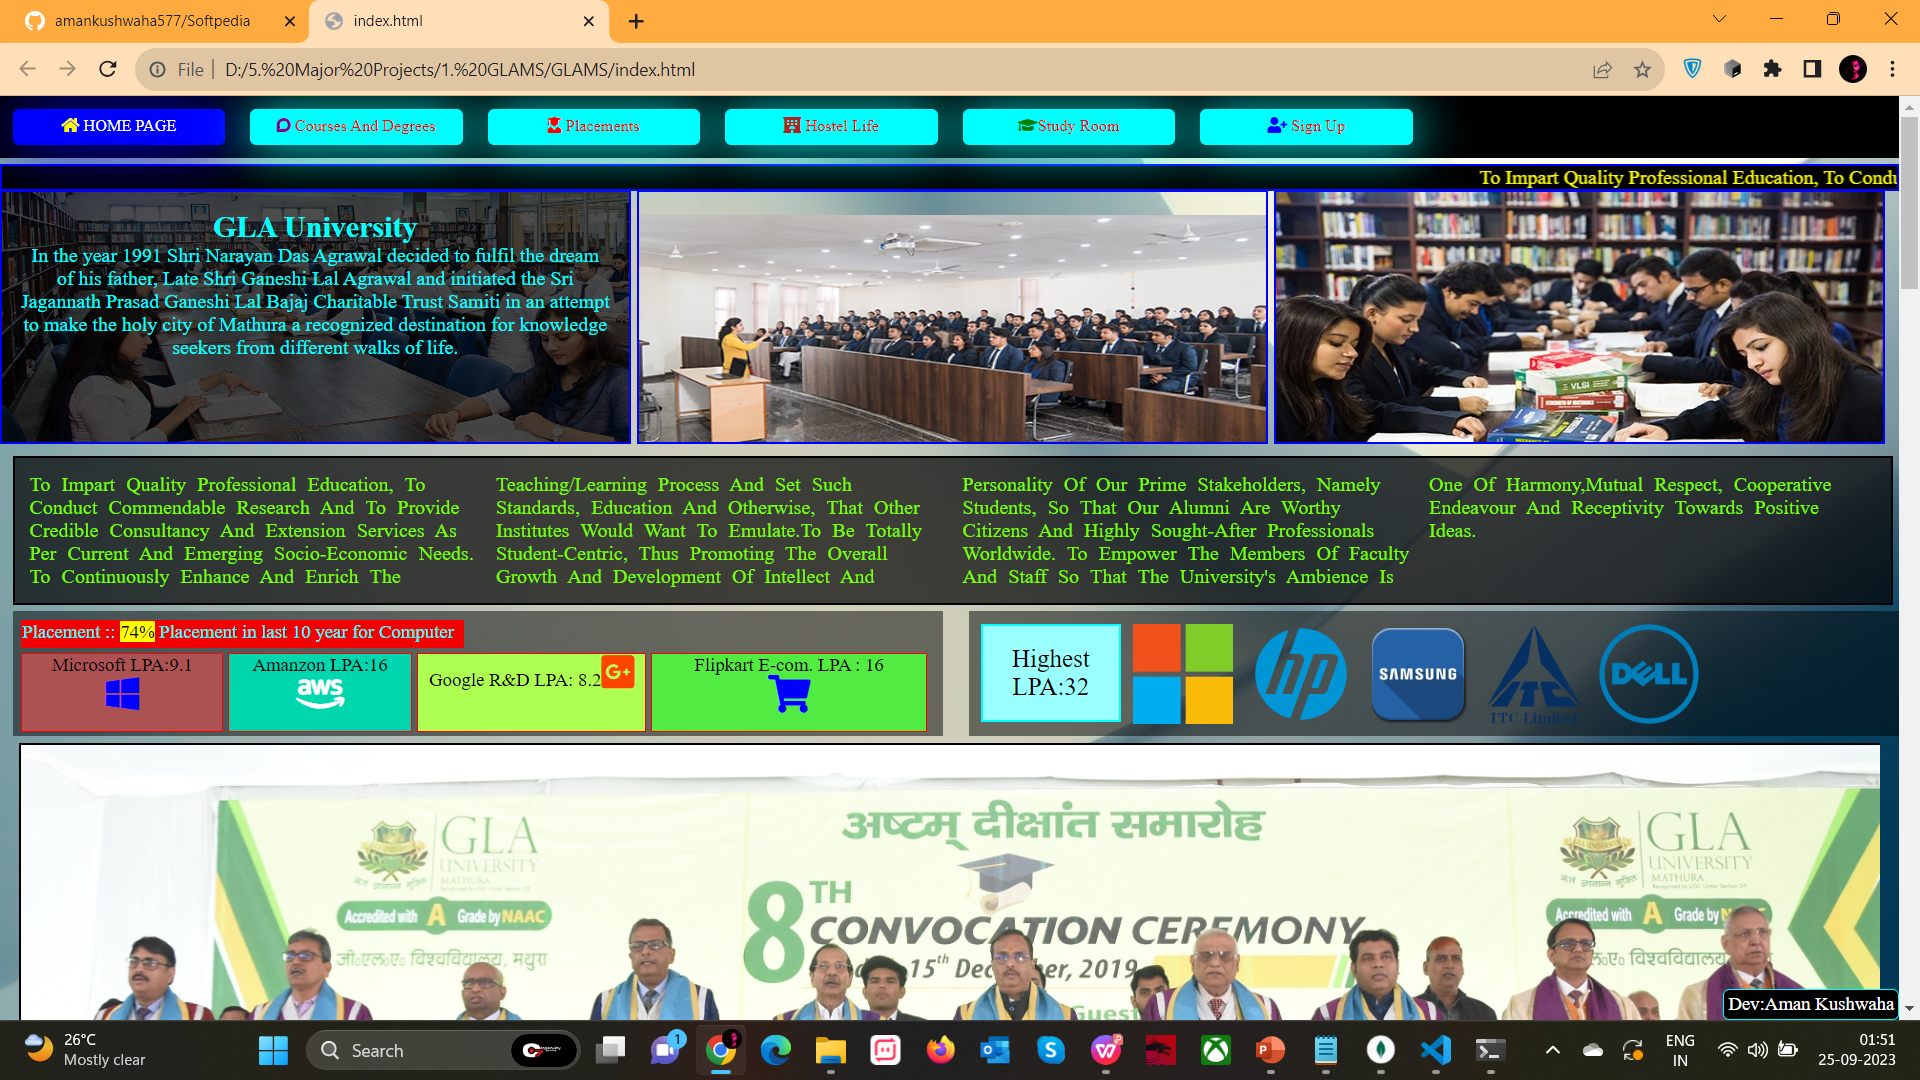 amankushwaha577/Softpedia
index.html
File
D:/5.%20Major%20Projects/1.%20GLAMS/GLAMS/index.html
HOME PAGE
Courses And Degrees
Placements
Hostel Life
Study Room
Sign Up
To Impart Quality Professional Education, To Condu
GLA University
In the year 1991 Shri Narayan Das Agrawal decided to fulfil the dream
of his father, Late Shri Ganeshi Lal Agrawal and initiated the Sri
Jagannath Prasad Ganeshi Lal Bajaj Charitable Trust Samiti in an attempt
to make the holy city of Mathura a recognized destination for knowledge
seekers from different walks of life.
VLSI
To Impart Quality Professional Education, To
Conduct Commendable Research And To Provide
Credible Consultancy And Extension Services As
Per Current And Emerging Socio-Economic Needs.
To Continuously Enhance And Enrich The
Teaching/Learning Process And Set Such
Standards, Education And Otherwise, That Other
Institutes Would Want To Emulate.To Be Totally
Student-Centric, Thus Promoting The Overall
Growth And Development Of Intellect And
Personality Of Our Prime Stakeholders, Namely
Students, So That Our Alumni Are Worthy
Citizens And Highly Sought-After Professionals
Worldwide. To Empower The Members Of Faculty
And Staff So That The University's Ambience Is
One Of Harmony,Mutual Respect, Cooperative
Endeavour And Receptivity Towards Positive
Ideas.
Placement :: 74% Placement in last 10 year for Computer
Microsoft LPA:9.1
Amanzon LPA:16
aws
Google R&D LPA: 8.2
G+
Flipkart E-com. LPA : 16
Highest
LPA:32
hp
SAMSUNG
ITC Limited
DELL
अष्टम् दीक्षांत समारोह
GLA
UNIVERSITY
MATHURA
Accredited with A Grade by NAAC
जी०एल०ए० विश्वविद्यालय, मथुरा
8TH
CONVOCATION CEREMONY
15th December, 2019
Guest
GLA
UNIVERSITY
MATHURA
Accredited with A Grade by
विश्वविद्यालय
Dev:Aman Kushwaha
26°C
Mostly clear
Search
1
ENG
IN
01:51
25-09-2023